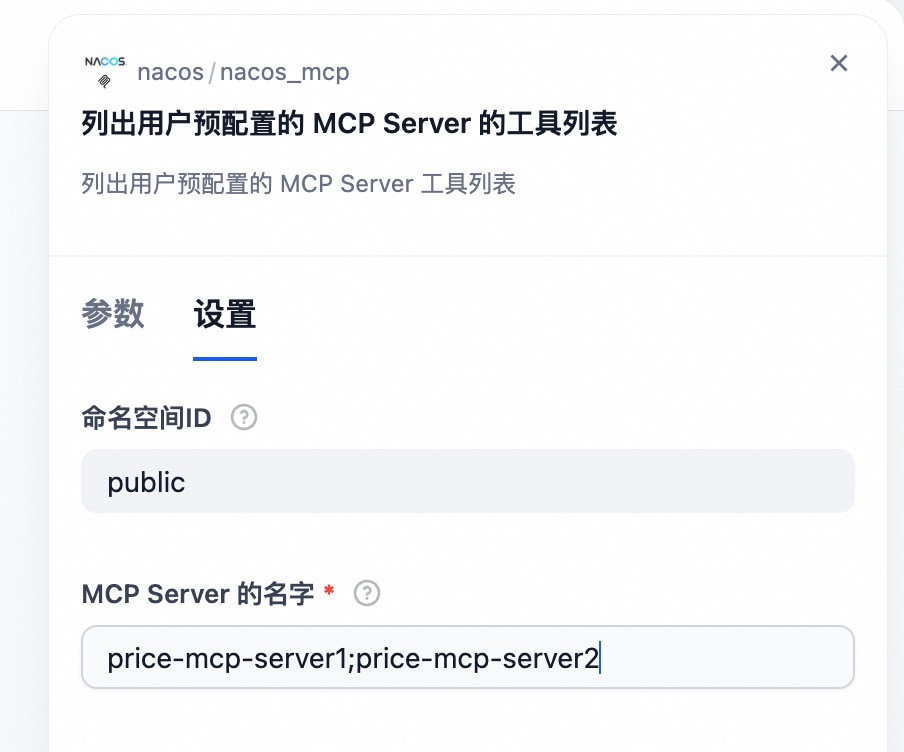 NACOS.
nacos/nacos_mcp
列出用户预配置的 MCP Server 的工具列表
列出用户预配置的 MCP Server 工具列表
参数 设置
命名空间ID ?
public
MCP Server 的名字 * ?
price-mcp-server1;price-mcp-server2